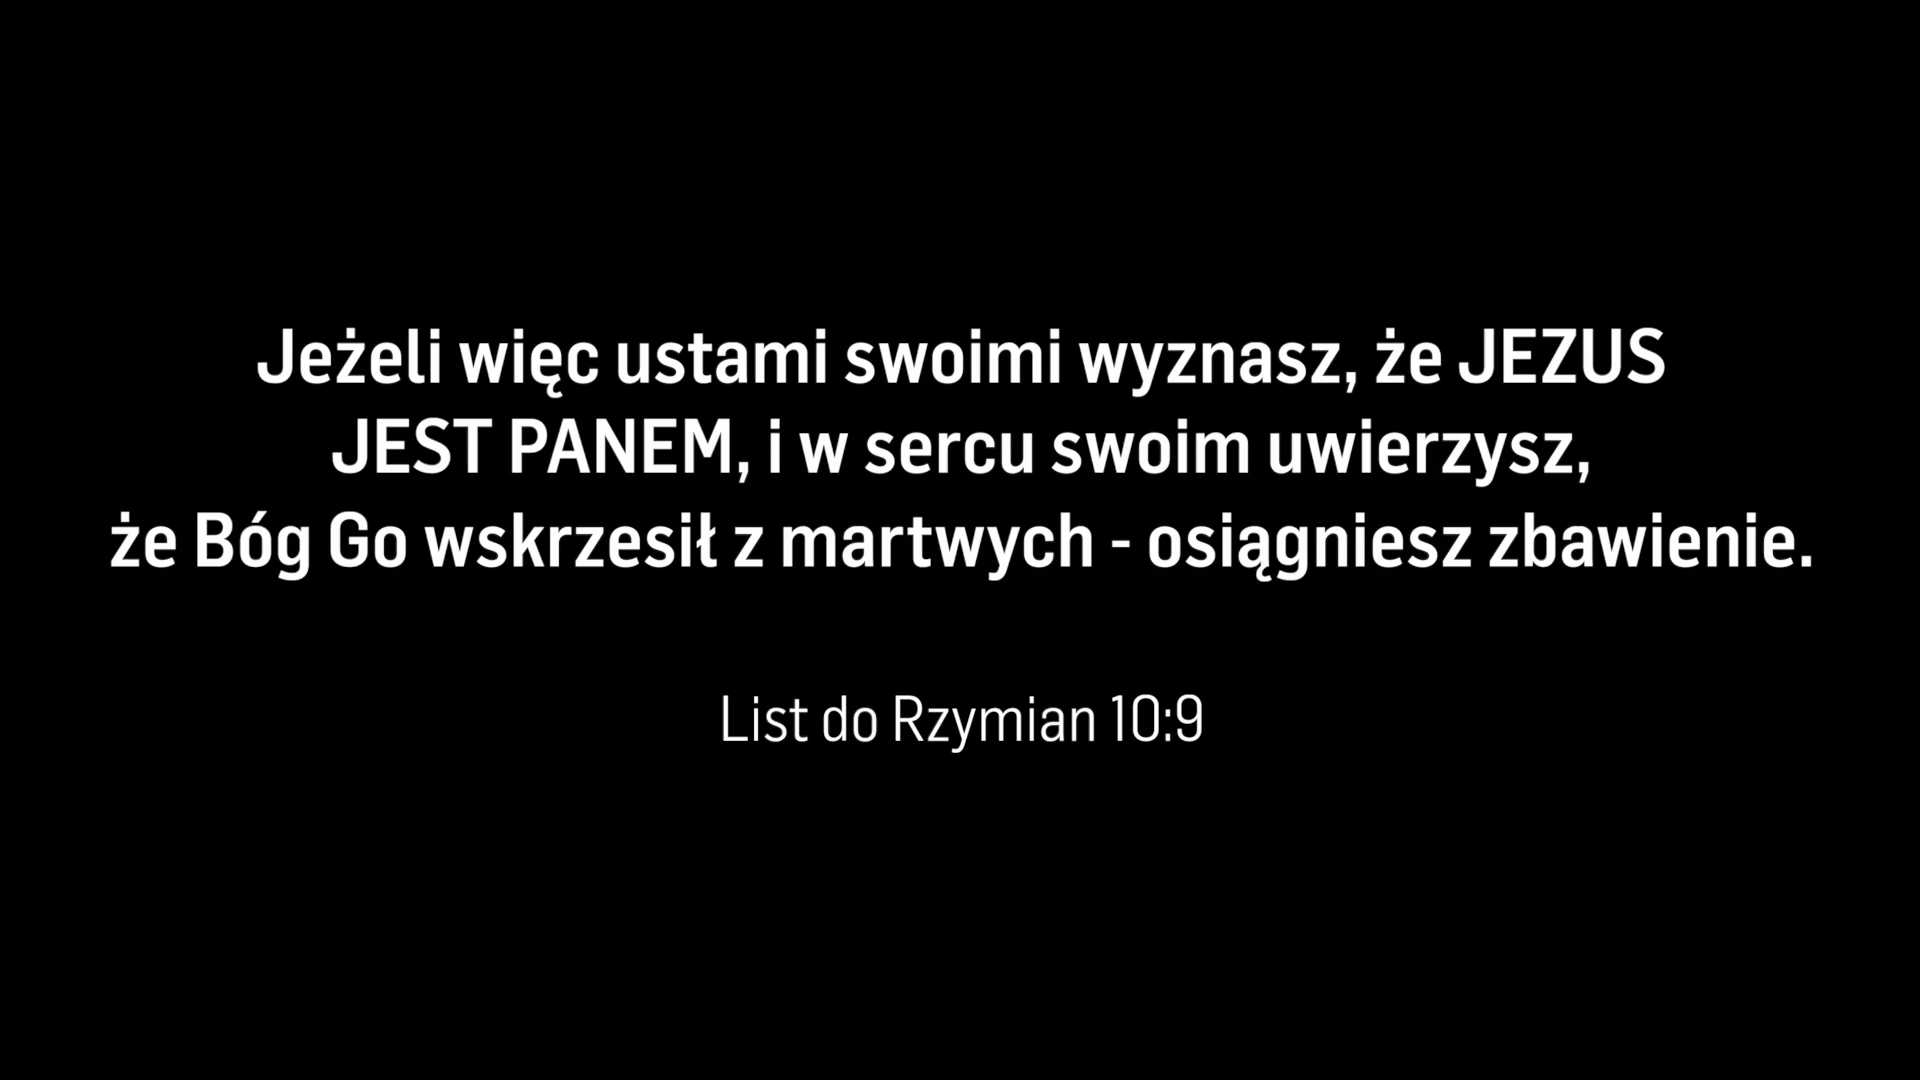 Jeżeli więc ustami swoimi wyznasz, że JEZUS
JEST PANEM, i w sercu swoim uwierzysz,
że Bóg Go wskrzesił z martwych - osiągniesz zbawienie.
List do Rzymian 10:9